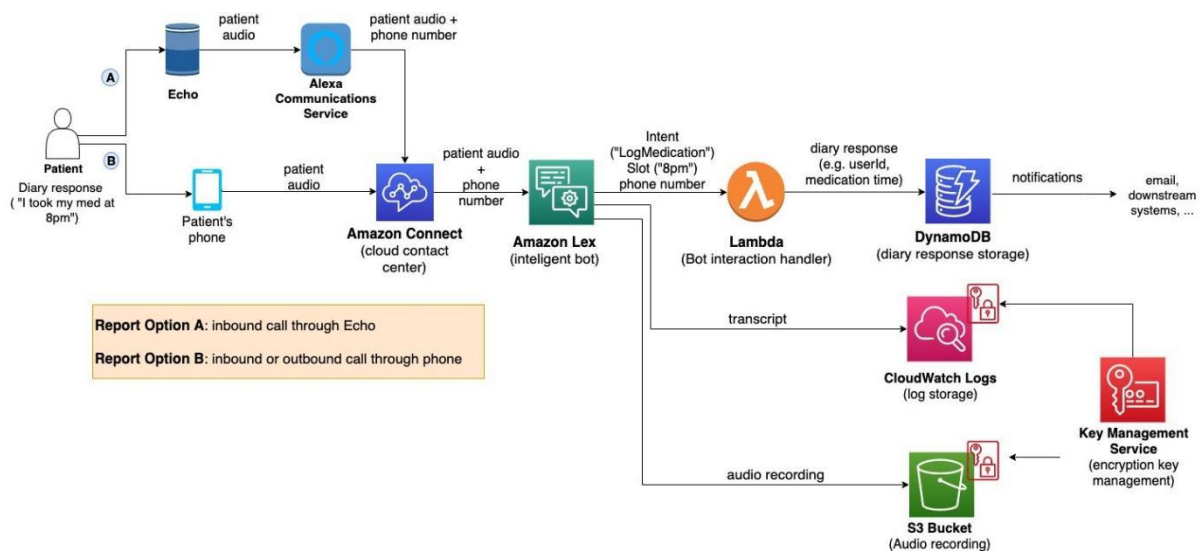 patient
audio
patient audio +
phone number
A
Echo
Alexa
Communications
Service
Patient
Diary response
( "I took my med at
8pm")
B
Patient's
phone
patient
audio
Amazon Connect
(cloud contact
center)
patient audio
+
phone
number
Amazon Lex
(inteligent bot)
Intent
("LogMedication")
Slot ("8pm")
phone number
Lambda
(Bot interaction handler)
diary response
(e.g. userId,
medication time)
DynamoDB
(diary response storage)
notifications
email,
downstream
systems, ...
Report Option A: inbound call through Echo
Report Option B: inbound or outbound call through phone
transcript
CloudWatch Logs
(log storage)
Key Management
Service
(encryption key
management)
audio recording
S3 Bucket
(Audio recording)